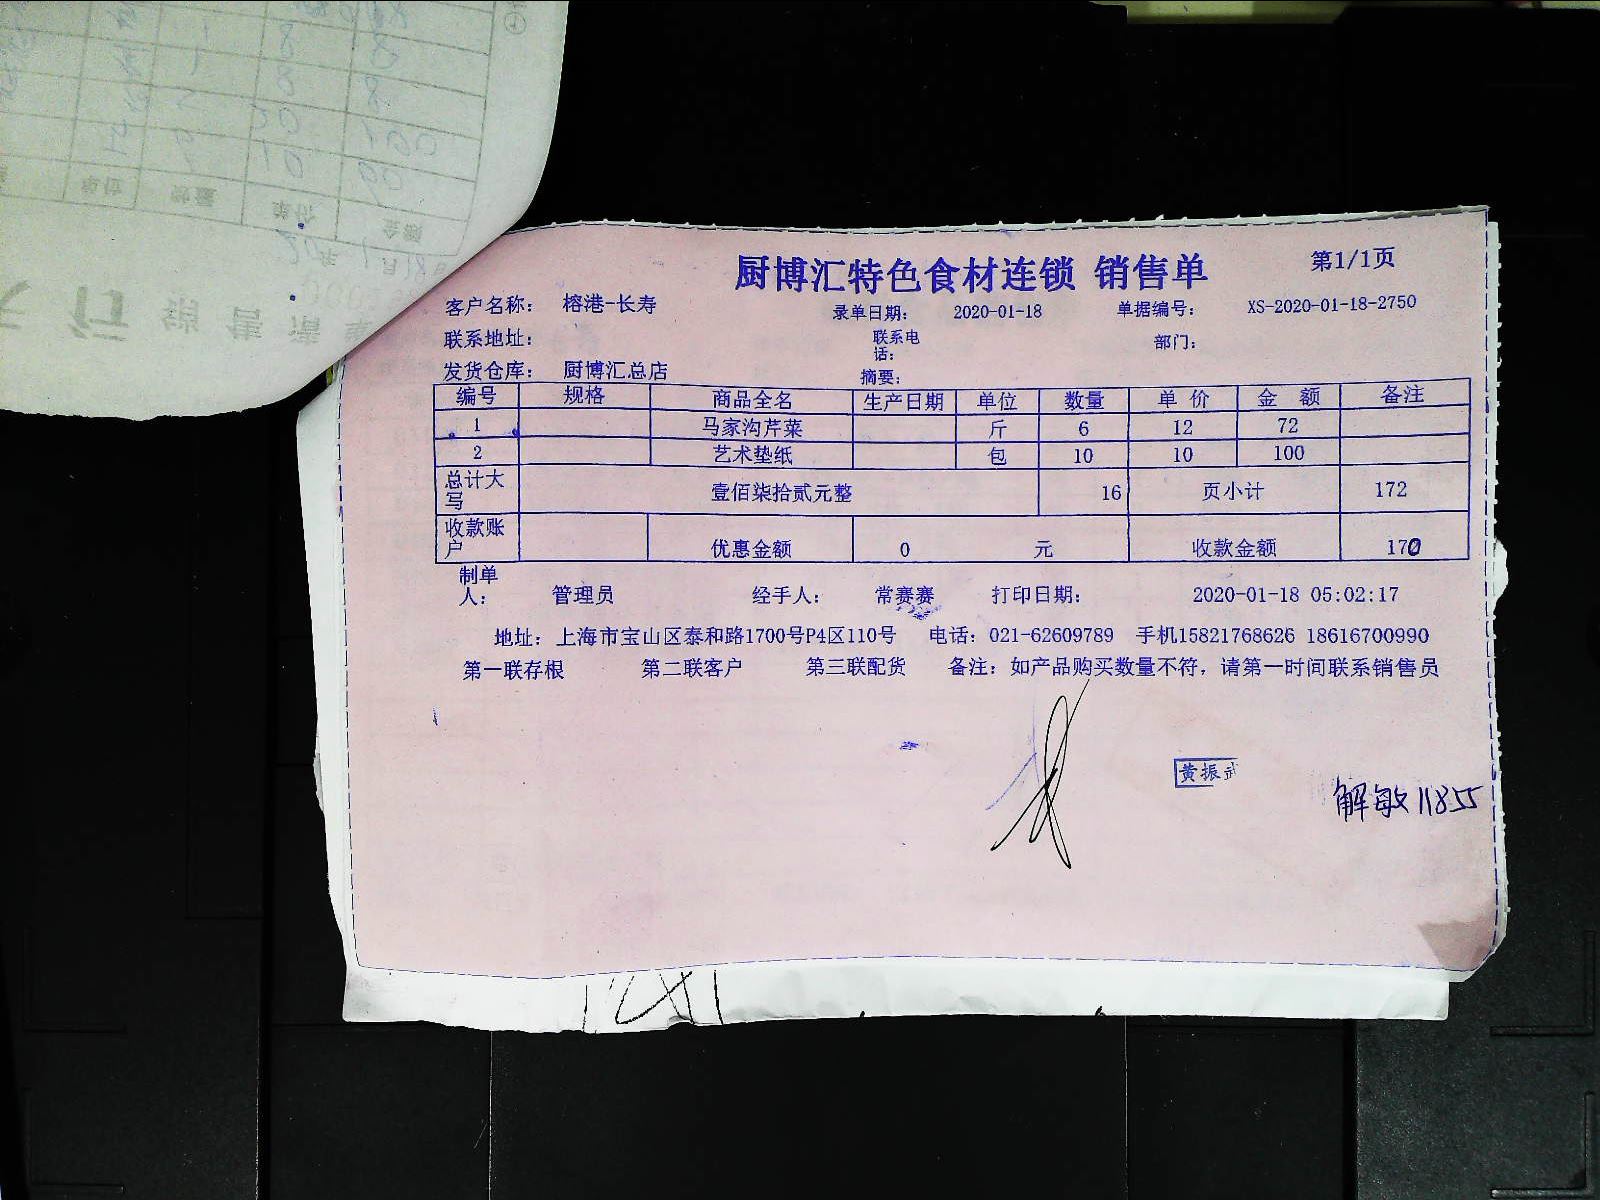 厨博汇特色食材连锁 销售单 第1/1页
客户名称： 榕港-长寿 录单日期： 2020-01-18 单据编号： XS-2020-01-18-2750
联系地址： 联系电话： 部门：
发货仓库： 厨博汇总店 摘要：
编号 规格 商品全名 生产日期 单位 数量 单价 金额 备注
1 马家沟芹菜 斤 6 12 72
2 艺术垫纸 包 10 10 100
总计大写 壹佰柒拾贰元整 16 页小计 172
收款账户 优惠金额 0 元 收款金额 170
制单人： 管理员 经手人： 常赛赛 打印日期： 2020-01-18 05:02:17
地址：上海市宝山区泰和路1700号P4区110号 电话：021-62609789 手机15821768626 18616700990
第一联存根 第二联客户 第三联配货 备注：如产品购买数量不符，请第一时间联系销售员
黄振武
解敏 11855